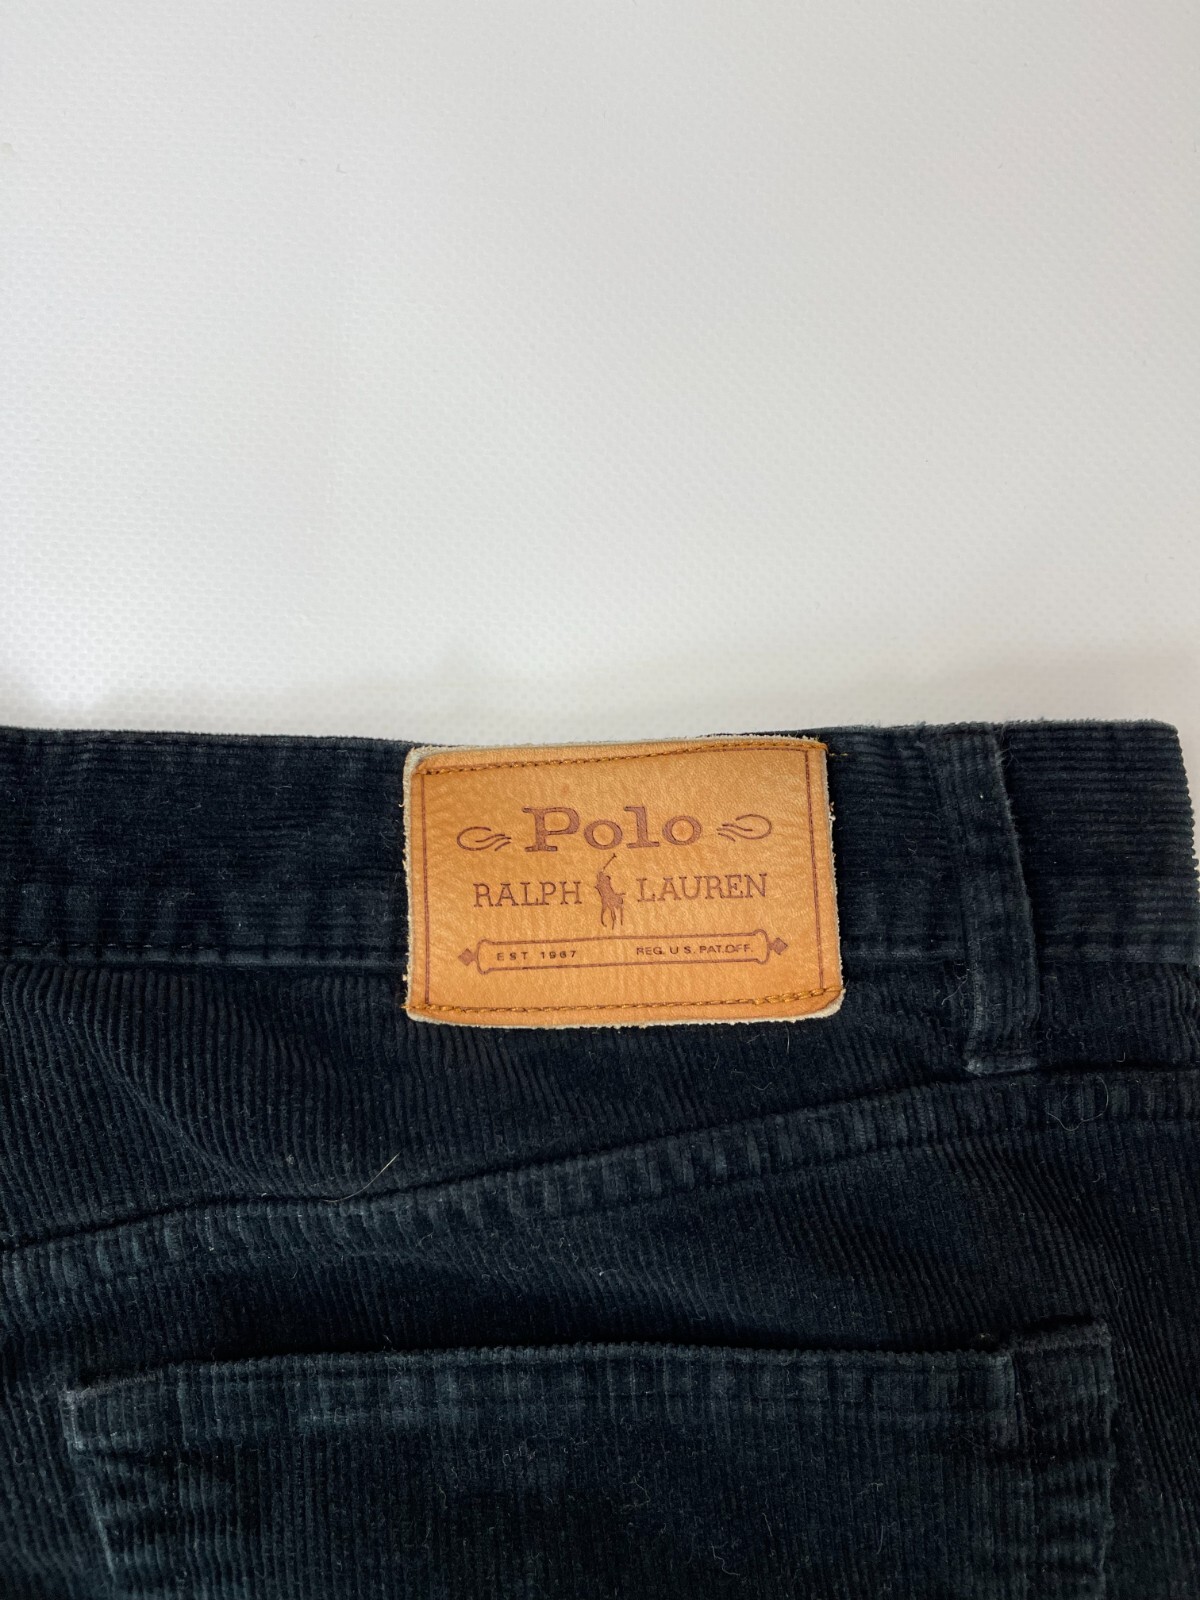 Polo
RALPH LAUREN
EST 1967 REG. U S. PAT.OFF.